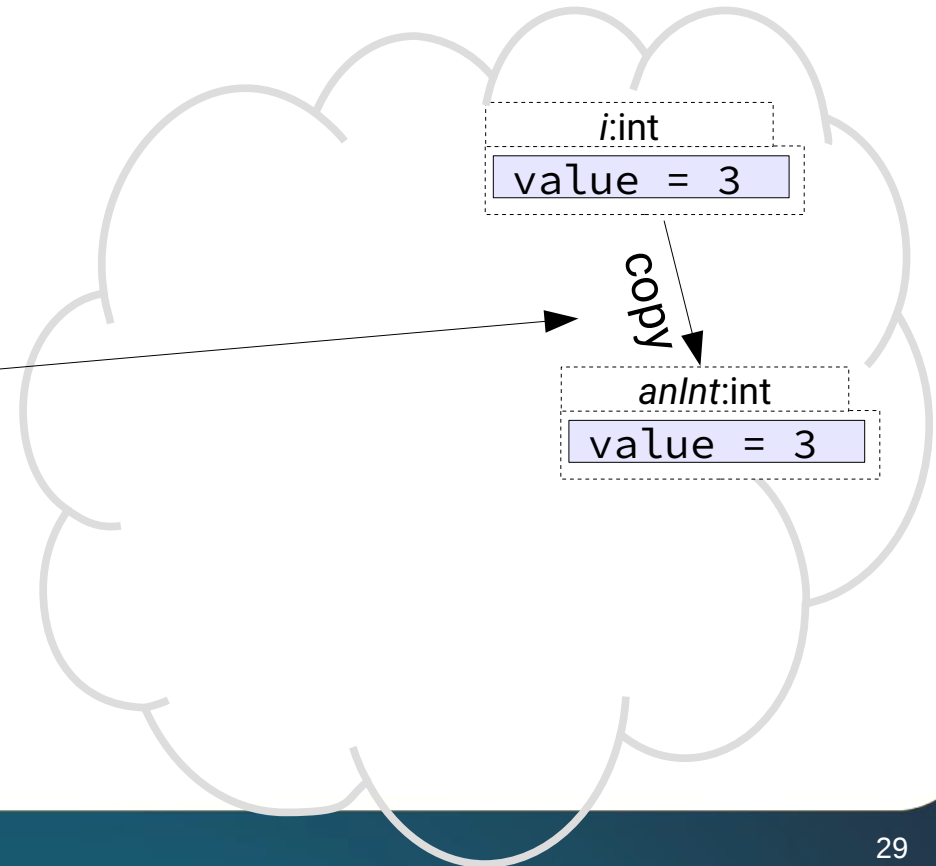 i:int
value = 3
copy
anInt:int
value = 3
29